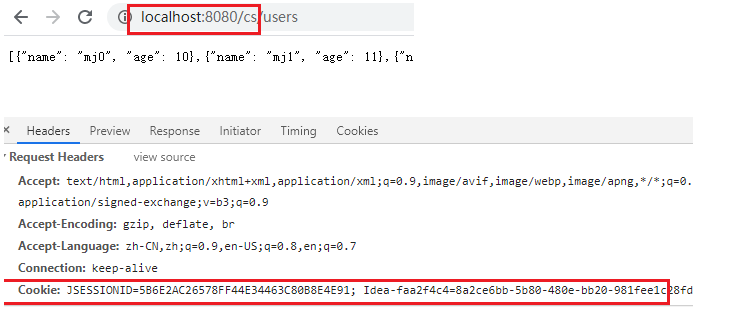 localhost:8080/cs/users
[{"name": "mj0", "age": 10},{"name": "mj1", "age": 11},{"n
× Headers Preview Response Initiator Timing Cookies
Request Headers view source
Accept: text/html,application/xhtml+xml,application/xml;q=0.9,image/avif,image/webp,image/apng,*/*;q=0.
application/signed-exchange;v=b3;q=0.9
Accept-Encoding: gzip, deflate, br
Accept-Language: zh-CN,zh;q=0.9,en-US;q=0.8,en;q=0.7
Connection: keep-alive
Cookie: JSESSIONID=5B6E2AC26578FF44E34463C80B8E4E91; Idea-faa2f4c4=8a2ce6bb-5b80-480e-bb20-981fee1c28fd